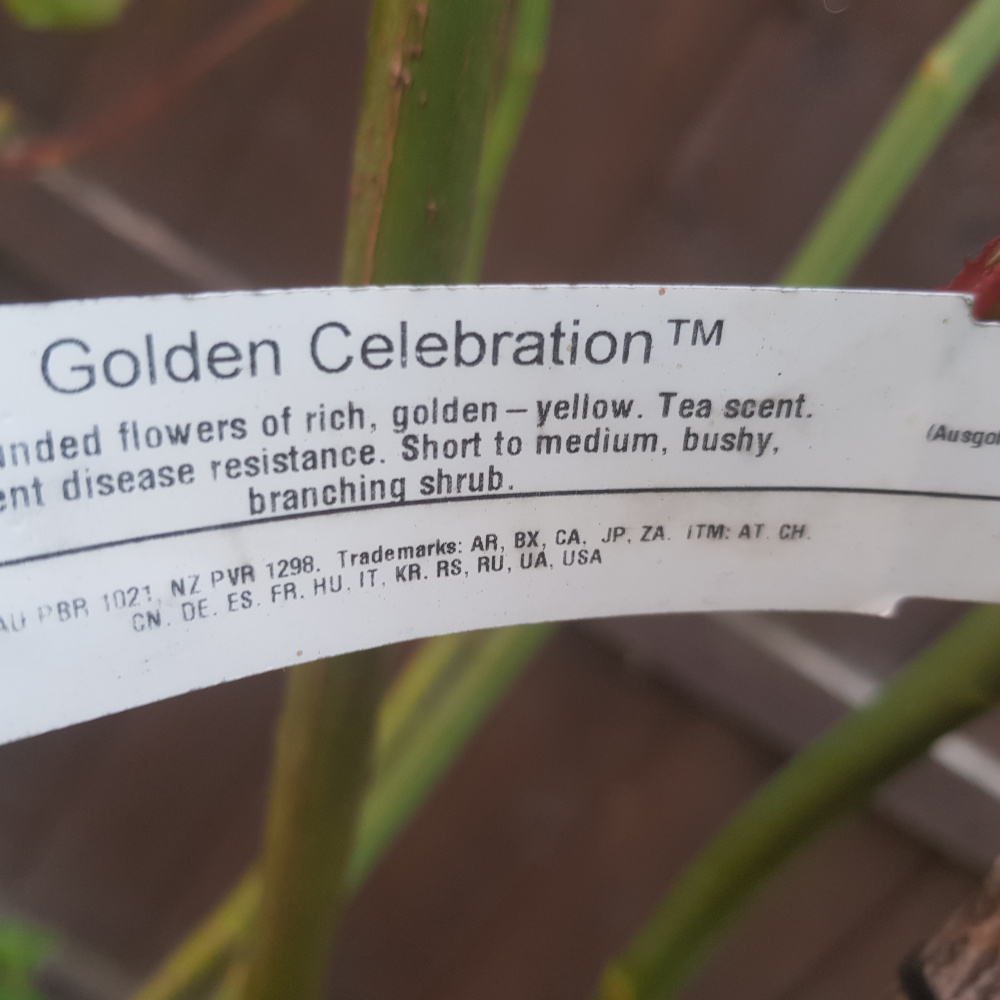 Golden Celebration™
unded flowers of rich, golden – yellow. Tea scent.
ent disease resistance. Short to medium, bushy,
branching shrub.
(Ausgol
AU PBR 1021, NZ PVR 1298. Trademarks: AR, BX, CA, JP, ZA. ITM: AT. CH.
CN. DE. ES. FR. HU. IT. KR. RS, RU, UA, USA